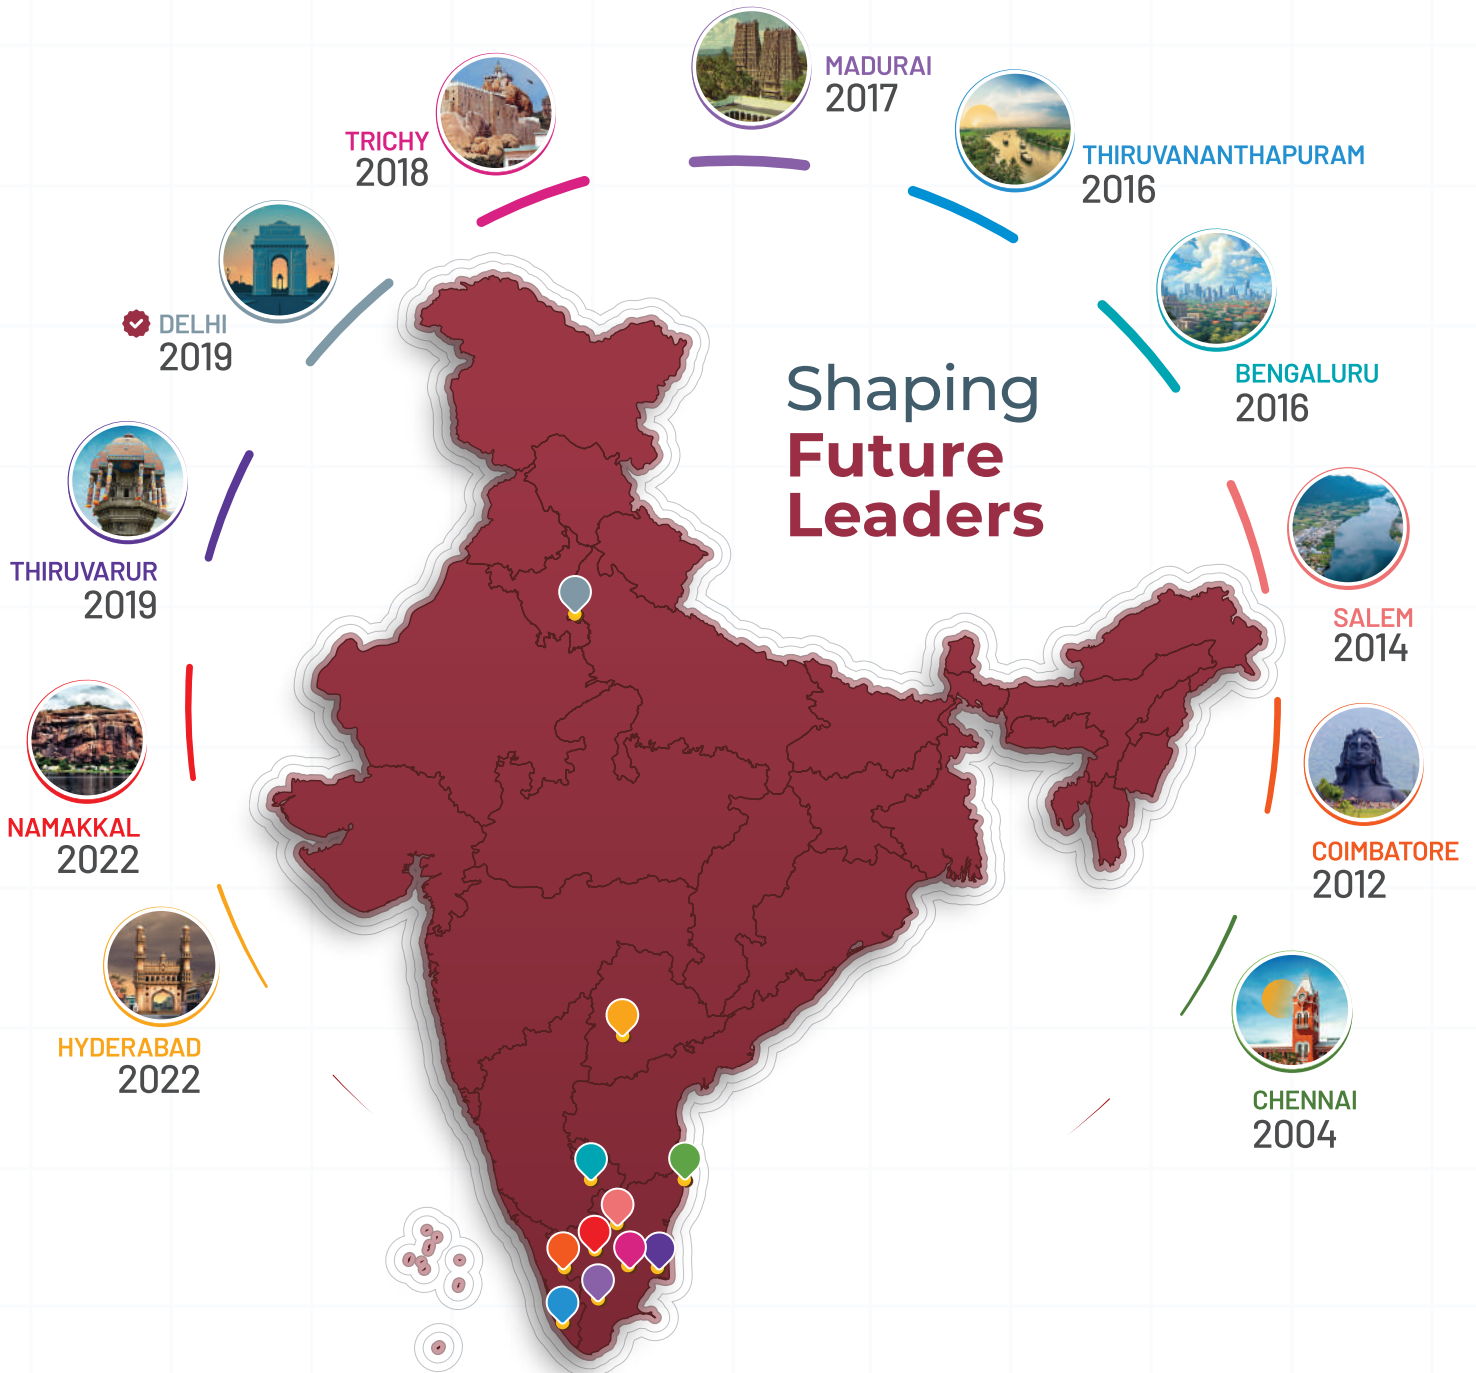 MADURAI
2017
TRICHY
2018
THIRUVANANTHAPURAM
2016
DELHI
2019
BENGALURU
2016
Shaping
Future
Leaders
THIRUVARUR
2019
SALEM
2014
NAMAKKAL
2022
COIMBATORE
2012
HYDERABAD
2022
CHENNAI
2004